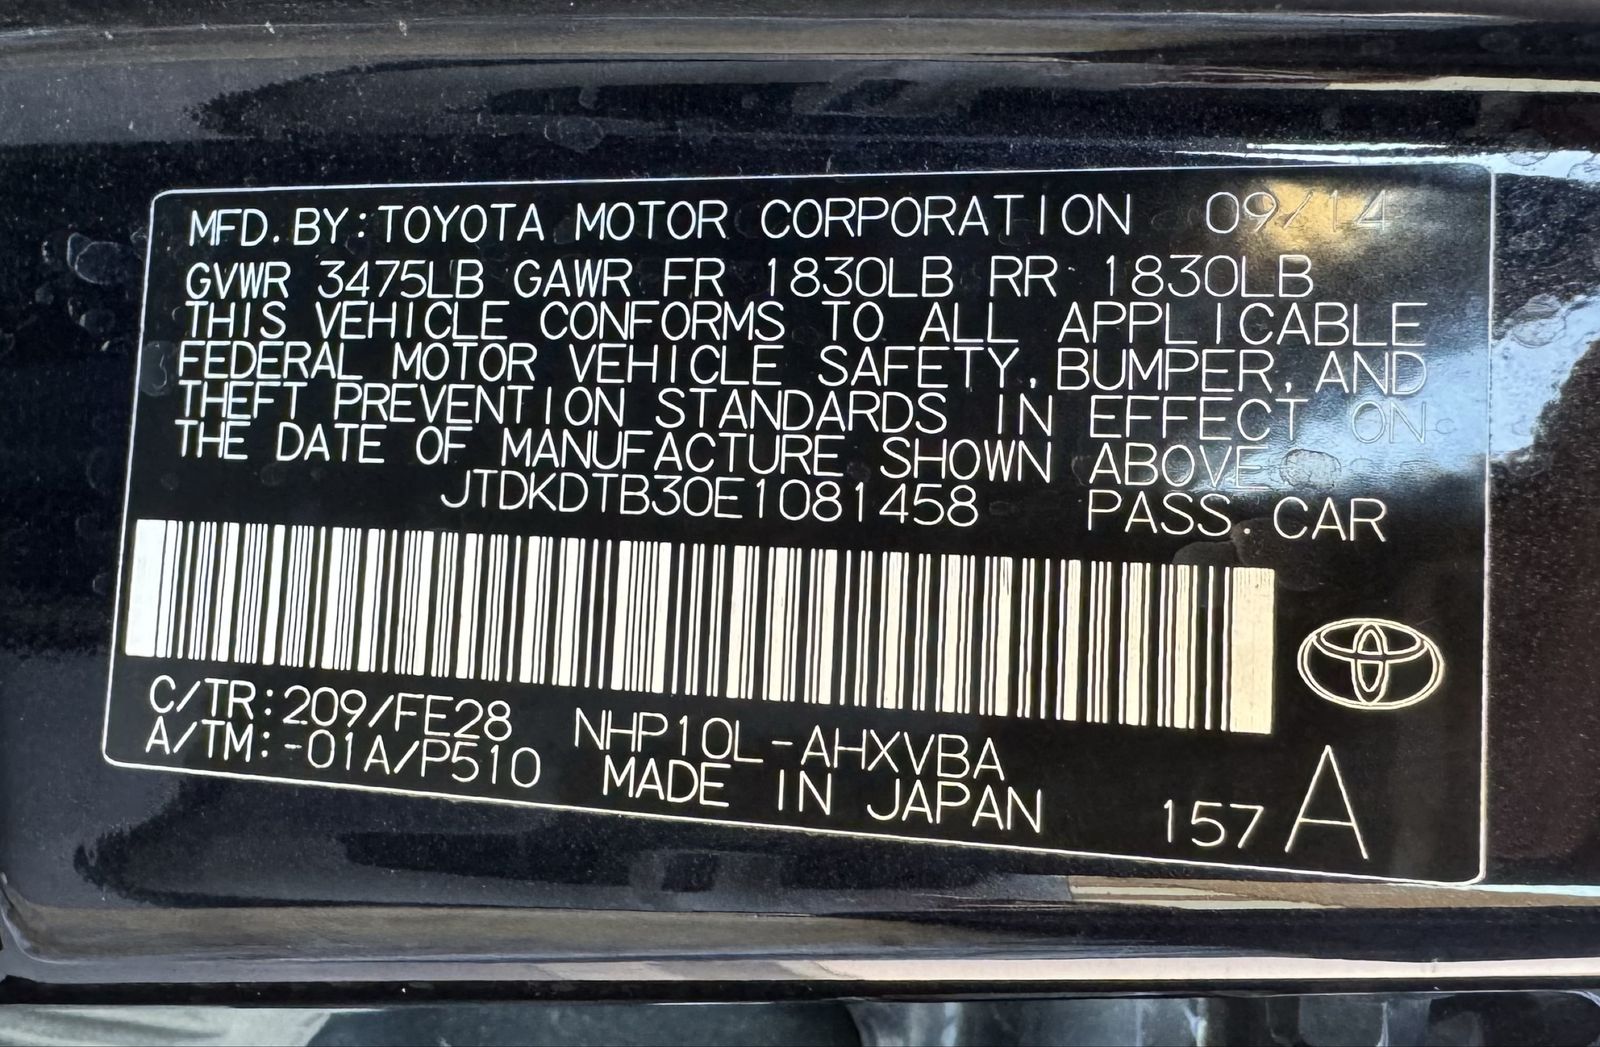 MFD. BY: TOYOTA MOTOR CORPORATION 09/14
GVWR 3475LB GAWR FR 1830LB RR 1830LB
THIS VEHICLE CONFORMS TO ALL APPLICABLE
FEDERAL MOTOR VEHICLE SAFETY, BUMPER, AND
THEFT PREVENTION STANDARDS IN EFFECT ON
THE DATE OF MANUFACTURE SHOWN ABOVE.
JTDKDTB30E1081458 PASS. CAR
C/TR: 209/FE28 NHP10L-AHXVBA
A/TM: -01A/P510 MADE IN JAPAN 157 A